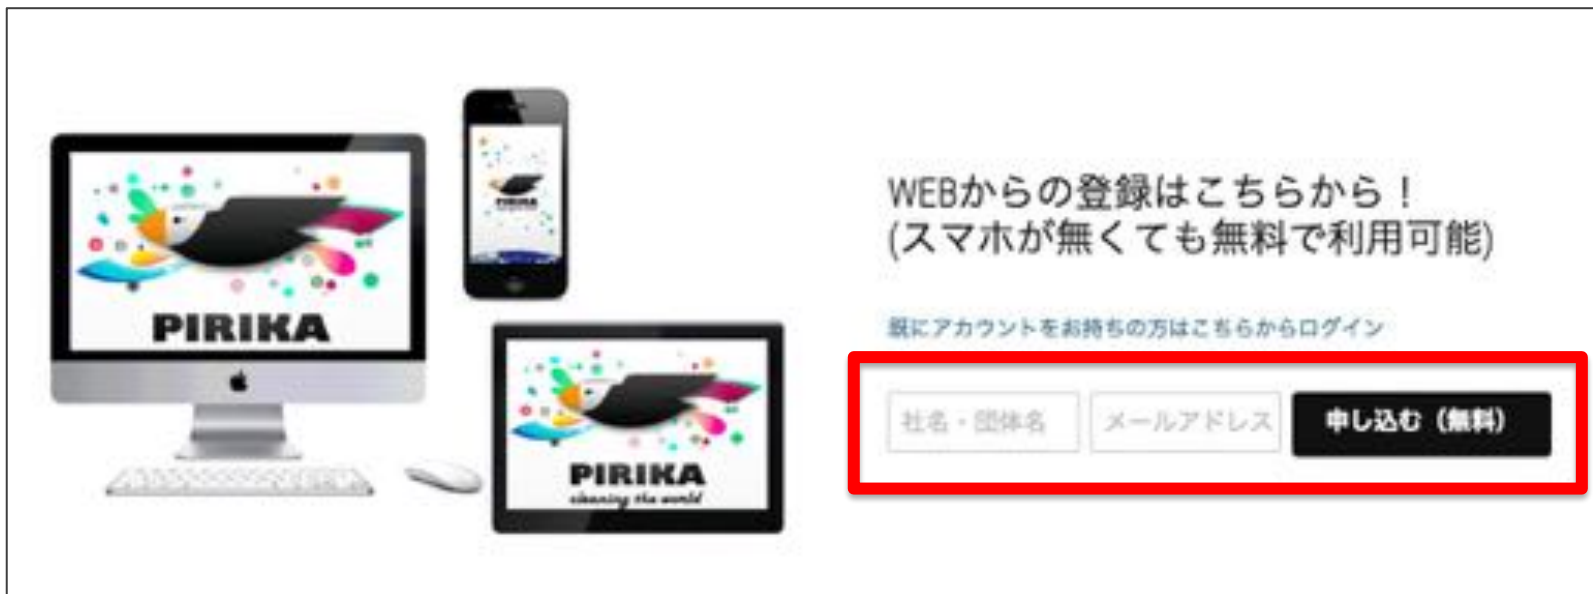 PIRIKA
PIRIKA
PIRIKA
cleaning the world
WEBからの登録はこちらから！
(スマホが無くても無料で利用可能)
既にアカウントをお持ちの方はこちらからログイン
社名・団体名
メールアドレス
申し込む（無料）